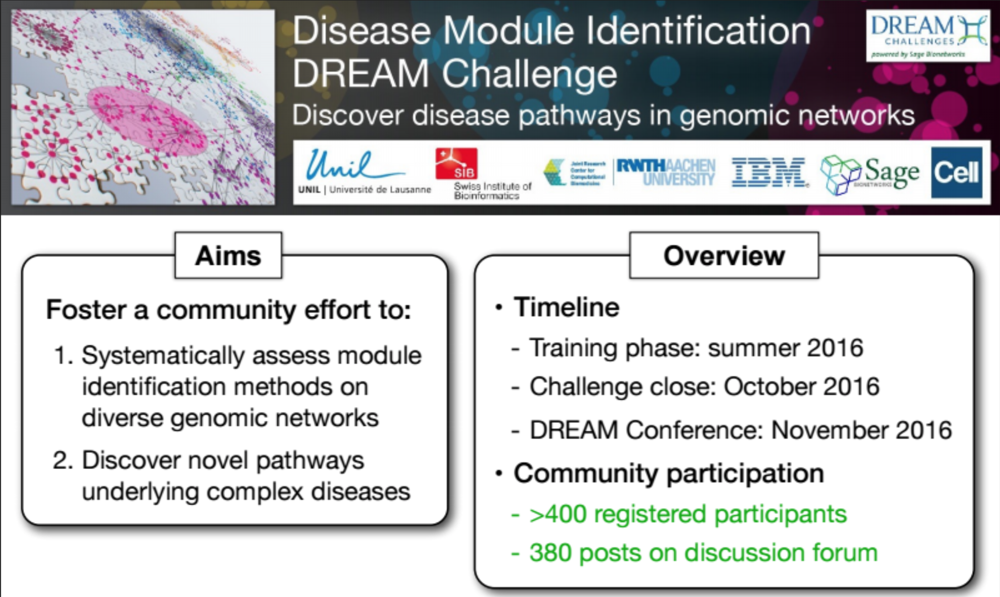 Disease Module Identification
DREAM Challenge
Discover disease pathways in genomic networks
DREAM
CHALLENGES
powered by Sage Bionetworks
Unil
UNIL | Université de Lausanne
SIB
Swiss Institute of
Bioinformatics
Joint Research
Center for
Computational
Biomedicine
RWTHAACHEN
UNIVERSITY
IBM
Sage
BIONETWORKS
Cell
Aims
Foster a community effort to:
1. Systematically assess module
identification methods on
diverse genomic networks
2. Discover novel pathways
underlying complex diseases
Overview
• Timeline
- Training phase: summer 2016
- Challenge close: October 2016
- DREAM Conference: November 2016
• Community participation
- >400 registered participants
- 380 posts on discussion forum